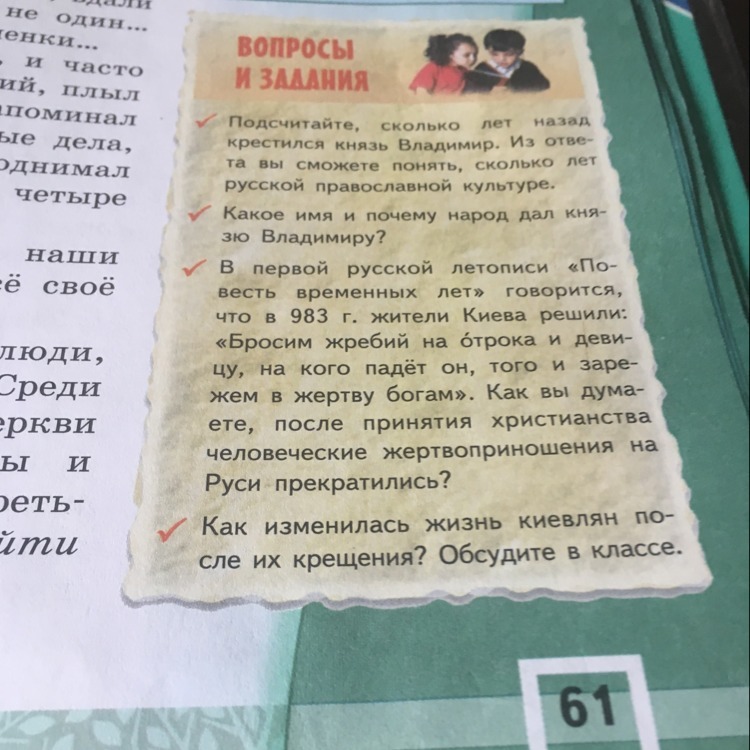 не один...
и часто
ий, плыл
апоминал
ые дела,
однимал
четыре
наши
сё своё
люди,
Среди
еркви
ы и
реть-
йти
ВОПРОСЫ
И ЗАДАНИЯ
Подсчитайте, сколько лет назад
крестился князь Владимир. Из отве-
та вы сможете понять, сколько лет
русской православной культуре.
Какое имя и почему народ дал кня-
зю Владимиру?
В первой русской летописи «По-
весть временных лет» говорится,
что в 983 г. жители Киева решили:
«Бросим жребий на о́трока и деви-
цу, на кого падёт он, того и заре-
жем в жертву богам». Как вы дума-
ете, после принятия христианства
человеческие жертвоприношения на
Руси прекратились?
Как изменилась жизнь киевлян по-
сле их крещения? Обсудите в классе.
61